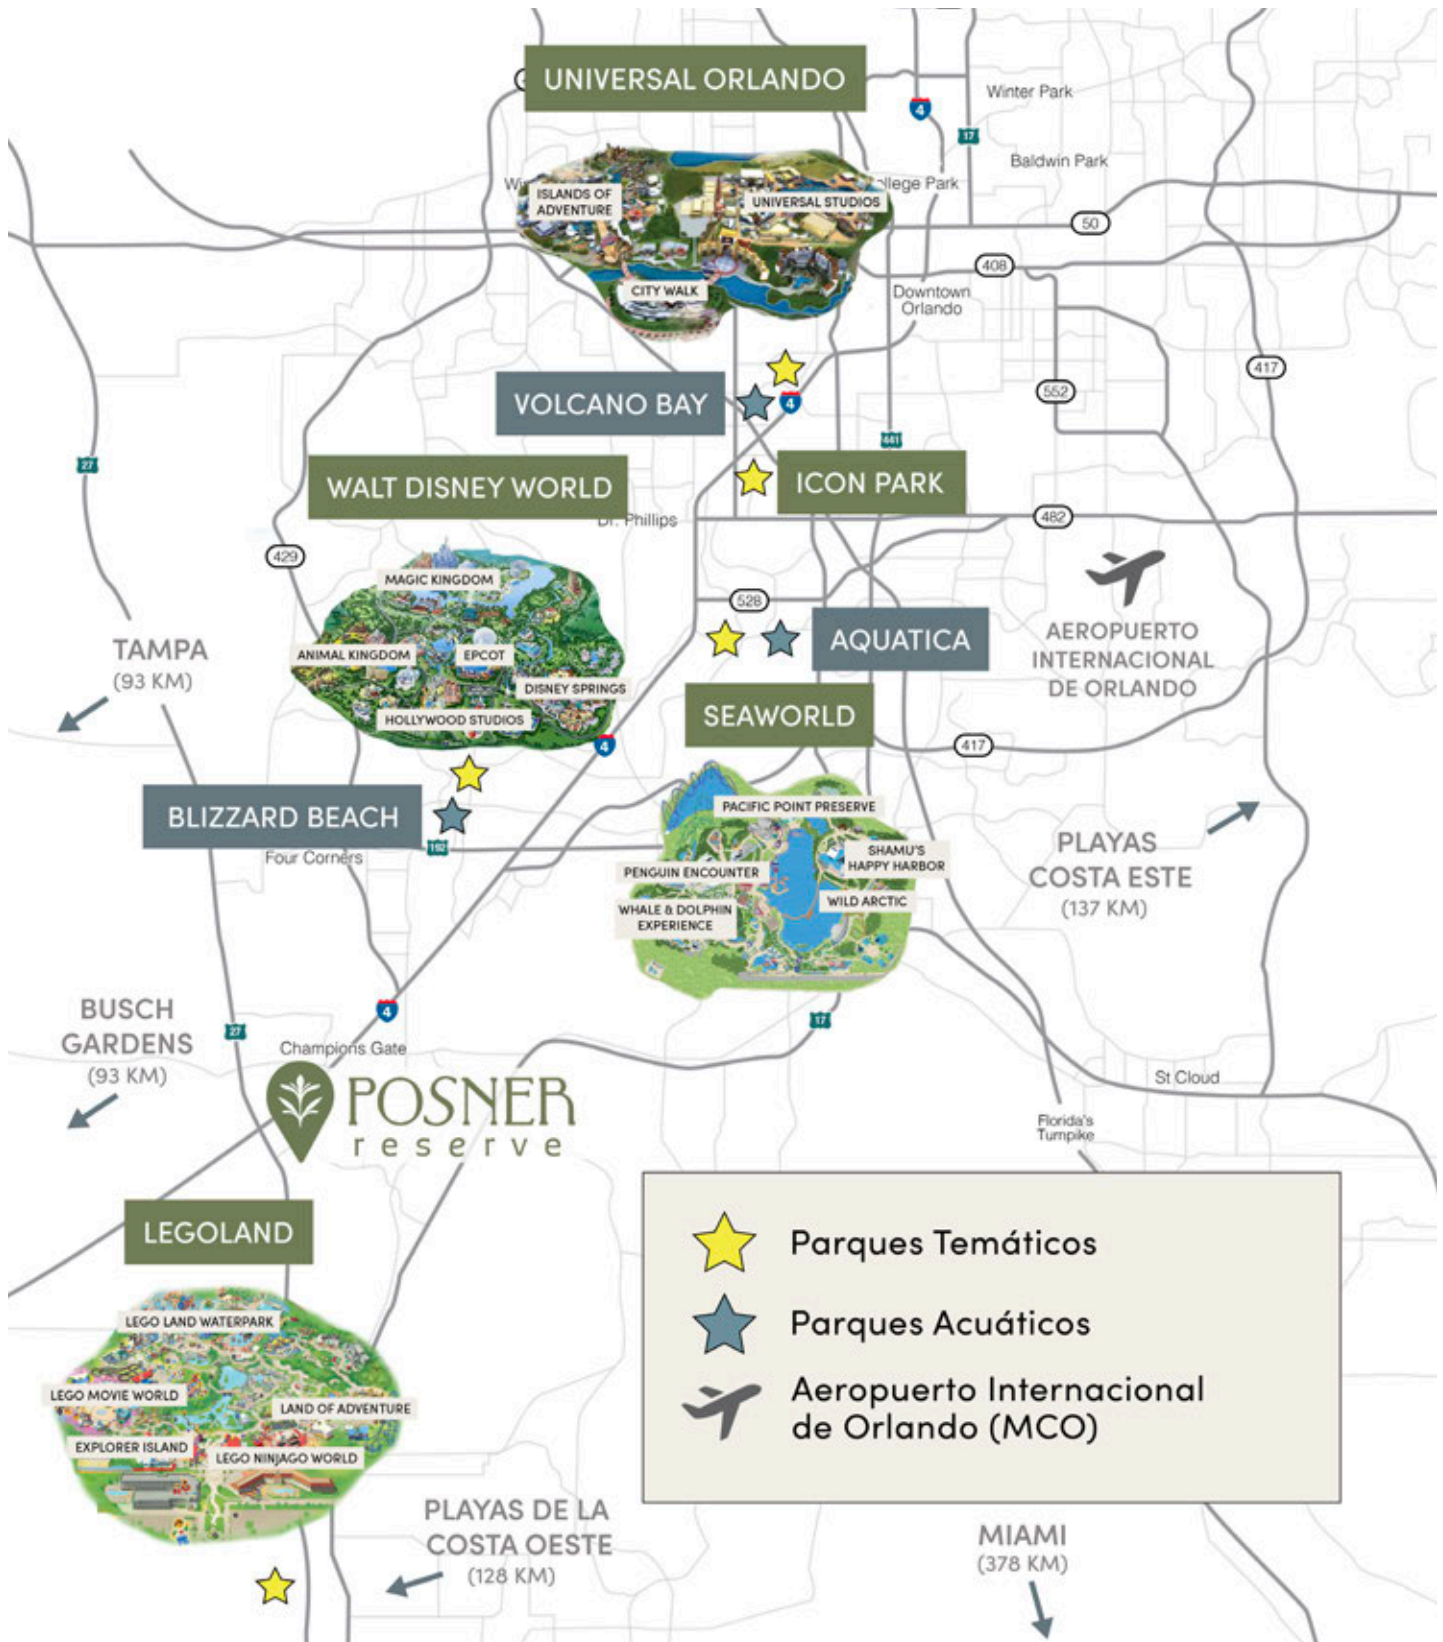 UNIVERSAL ORLANDO
4
Winter Park
17
Baldwin Park
College Park
ISLANDS OF
ADVENTURE
UNIVERSAL STUDIOS
50
408
CITY WALK
Downtown
Orlando
417
552
VOLCANO BAY
4
441
27
WALT DISNEY WORLD
ICON PARK
Dr. Phillips
482
429
MAGIC KINGDOM
528
TAMPA
(93 KM)
ANIMAL KINGDOM
EPCOT
AQUATICA
AEROPUERTO
INTERNACIONAL
DE ORLANDO
DISNEY SPRINGS
HOLLYWOOD STUDIOS
SEAWORLD
4
417
BLIZZARD BEACH
192
Four Corners
PACIFIC POINT PRESERVE
SHAMU'S
HAPPY HARBOR
PENGUIN ENCOUNTER
WILD ARCTIC
WHALE & DOLPHIN
EXPERIENCE
PLAYAS
COSTA ESTE
(137 KM)
BUSCH
GARDENS
(93 KM)
4
27
17
Champions Gate
POSNER
reserve
St Cloud
Florida's
Turnpike
LEGOLAND
Parques Temáticos
Parques Acuáticos
Aeropuerto Internacional
de Orlando (MCO)
LEGO LAND WATERPARK
LEGO MOVIE WORLD
LAND OF ADVENTURE
EXPLORER ISLAND
LEGO NINJAGO WORLD
PLAYAS DE LA
COSTA OESTE
(128 KM)
MIAMI
(378 KM)